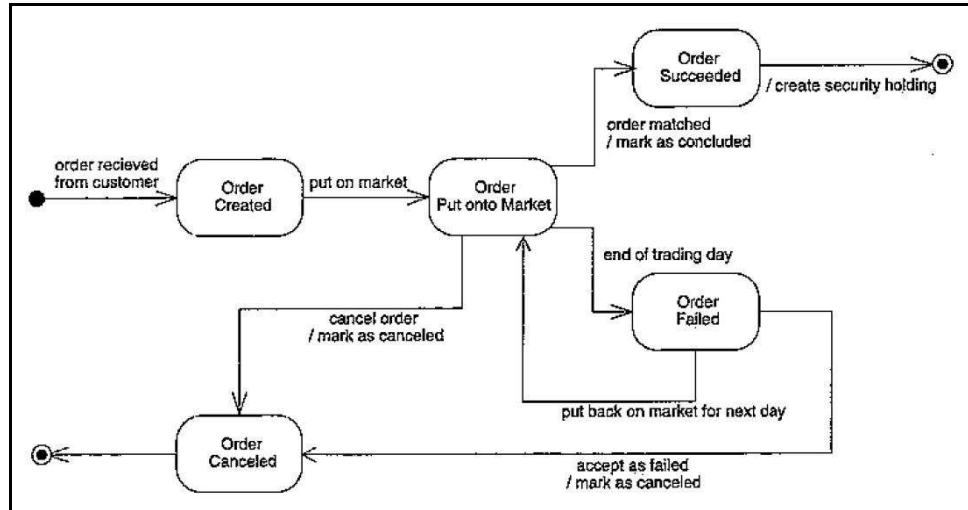 Order
Succeeded
/ create security holding
order matched
/ mark as concluded
order recieved
from customer
put on market
Order
Created
Order
Put onto Market
end of trading day
Order
Failed
cancel order
/ mark as canceled
put back on market for next day
Order
Canceled
accept as failed
/ mark as canceled